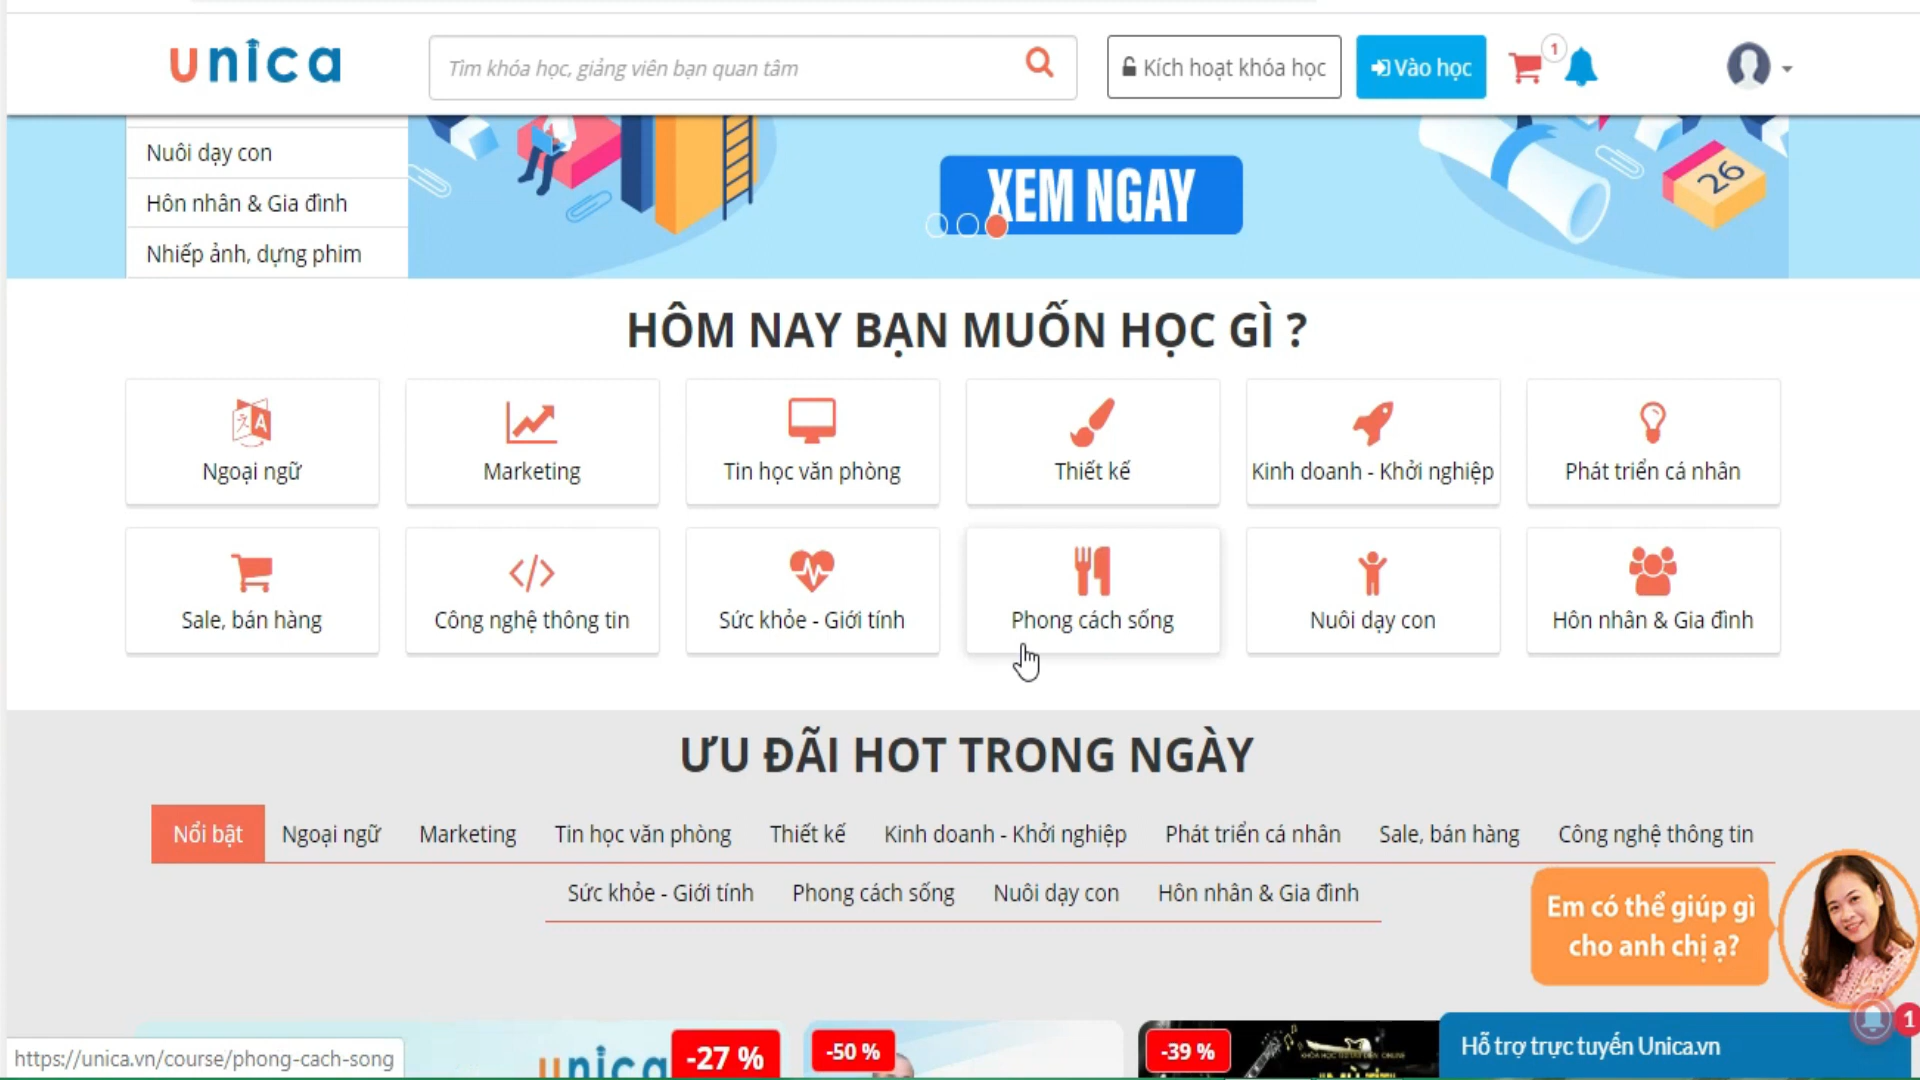 unica
Tìm khóa học, giảng viên bạn quan tâm
Kích hoạt khóa học
Vào học
1
Nuôi dạy con
Hôn nhân & Gia đình
Nhiếp ảnh, dựng phim
XEM NGAY
26
HÔM NAY BẠN MUỐN HỌC GÌ ?
Ngoại ngữ
Marketing
Tin học văn phòng
Thiết kế
Kinh doanh - Khởi nghiệp
Phát triển cá nhân
Sale, bán hàng
Công nghệ thông tin
Sức khỏe - Giới tính
Phong cách sống
Nuôi dạy con
Hôn nhân & Gia đình
ƯU ĐÃI HOT TRONG NGÀY
Nổi bật Ngoại ngữ Marketing Tin học văn phòng Thiết kế Kinh doanh - Khởi nghiệp Phát triển cá nhân Sale, bán hàng Công nghệ thông tin
Sức khỏe - Giới tính Phong cách sống Nuôi dạy con Hôn nhân & Gia đình
Em có thể giúp gì
cho anh chị ạ?
1
Hỗ trợ trực tuyến Unica.vn
https://unica.vn/course/phong-cach-song
unica
-27 %
-50 %
-39 %